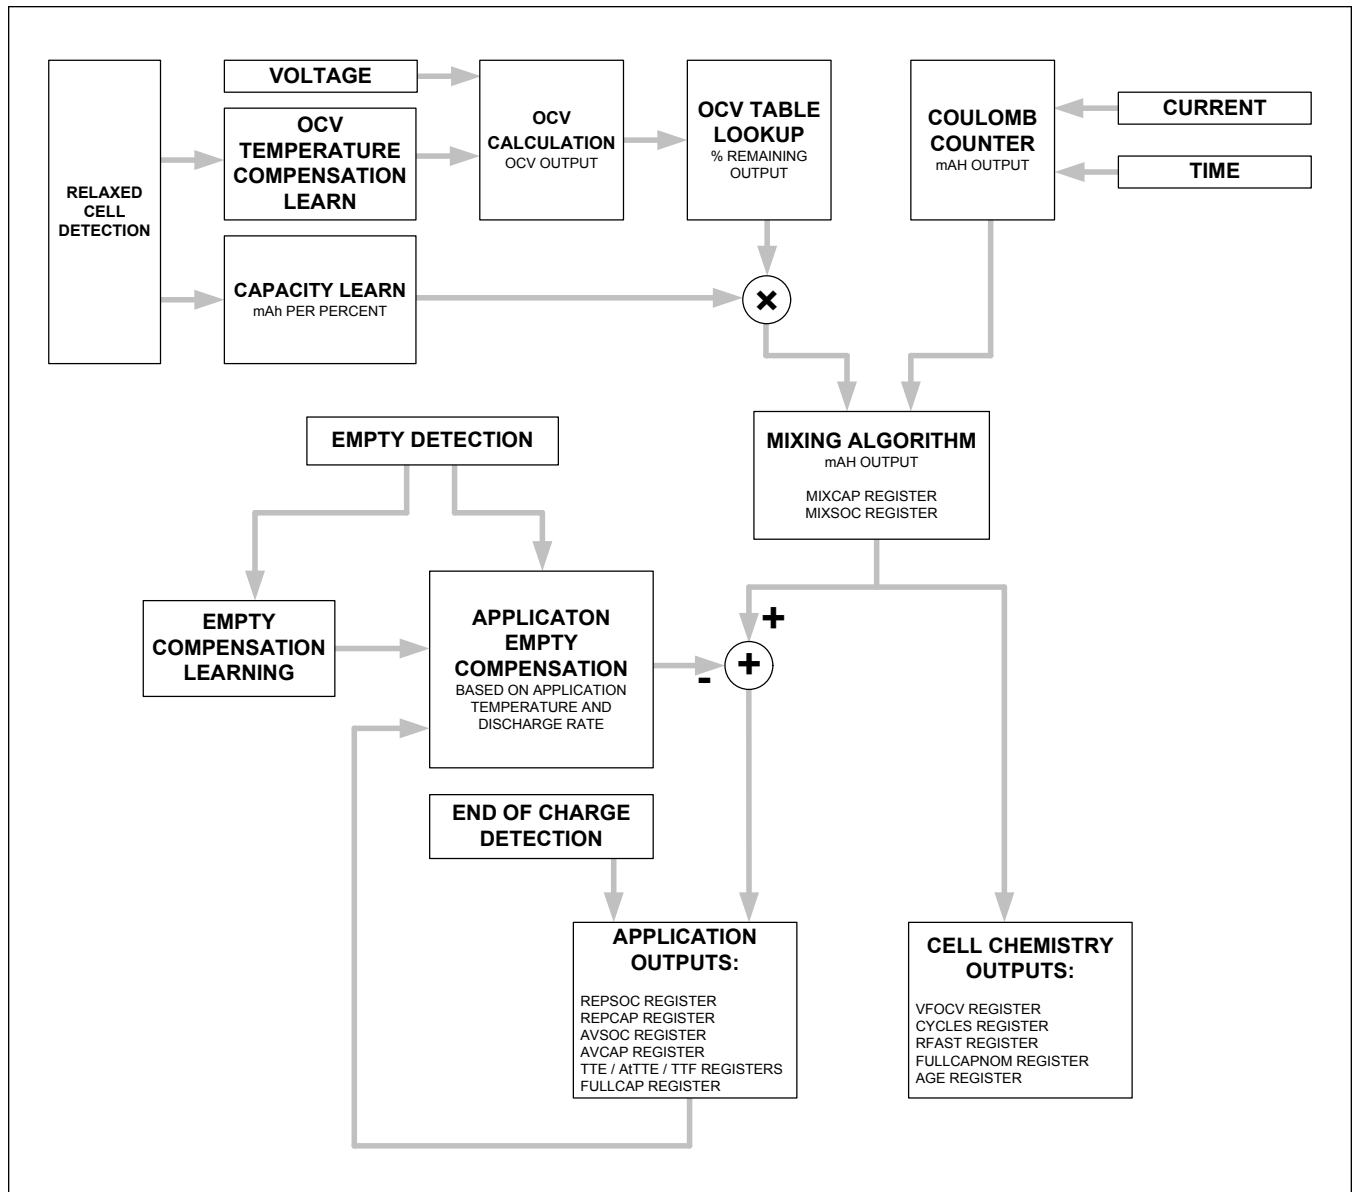 RELAXED
CELL
DETECTION
VOLTAGE
OCV
TEMPERATURE
COMPENSATION
LEARN
CAPACITY LEARN
mAh PER PERCENT
OCV
CALCULATION
OCV OUTPUT
OCV TABLE
LOOKUP
% REMAINING
OUTPUT
COULOMB
COUNTER
mAH OUTPUT
CURRENT
TIME
×
MIXING ALGORITHM
mAH OUTPUT
MIXCAP REGISTER
MIXSOC REGISTER
EMPTY DETECTION
EMPTY
COMPENSATION
LEARNING
APPLICATON
EMPTY
COMPENSATION
BASED ON APPLICATION
TEMPERATURE AND
DISCHARGE RATE
+
+
-
END OF CHARGE
DETECTION
APPLICATION
OUTPUTS:
REPSOC REGISTER
REPCAP REGISTER
AVSOC REGISTER
AVCAP REGISTER
TTE / AtTTE / TTF REGISTERS
FULLCAP REGISTER
CELL CHEMISTRY
OUTPUTS:
VFOCV REGISTER
CYCLES REGISTER
RFAST REGISTER
FULLCAPNOM REGISTER
AGE REGISTER